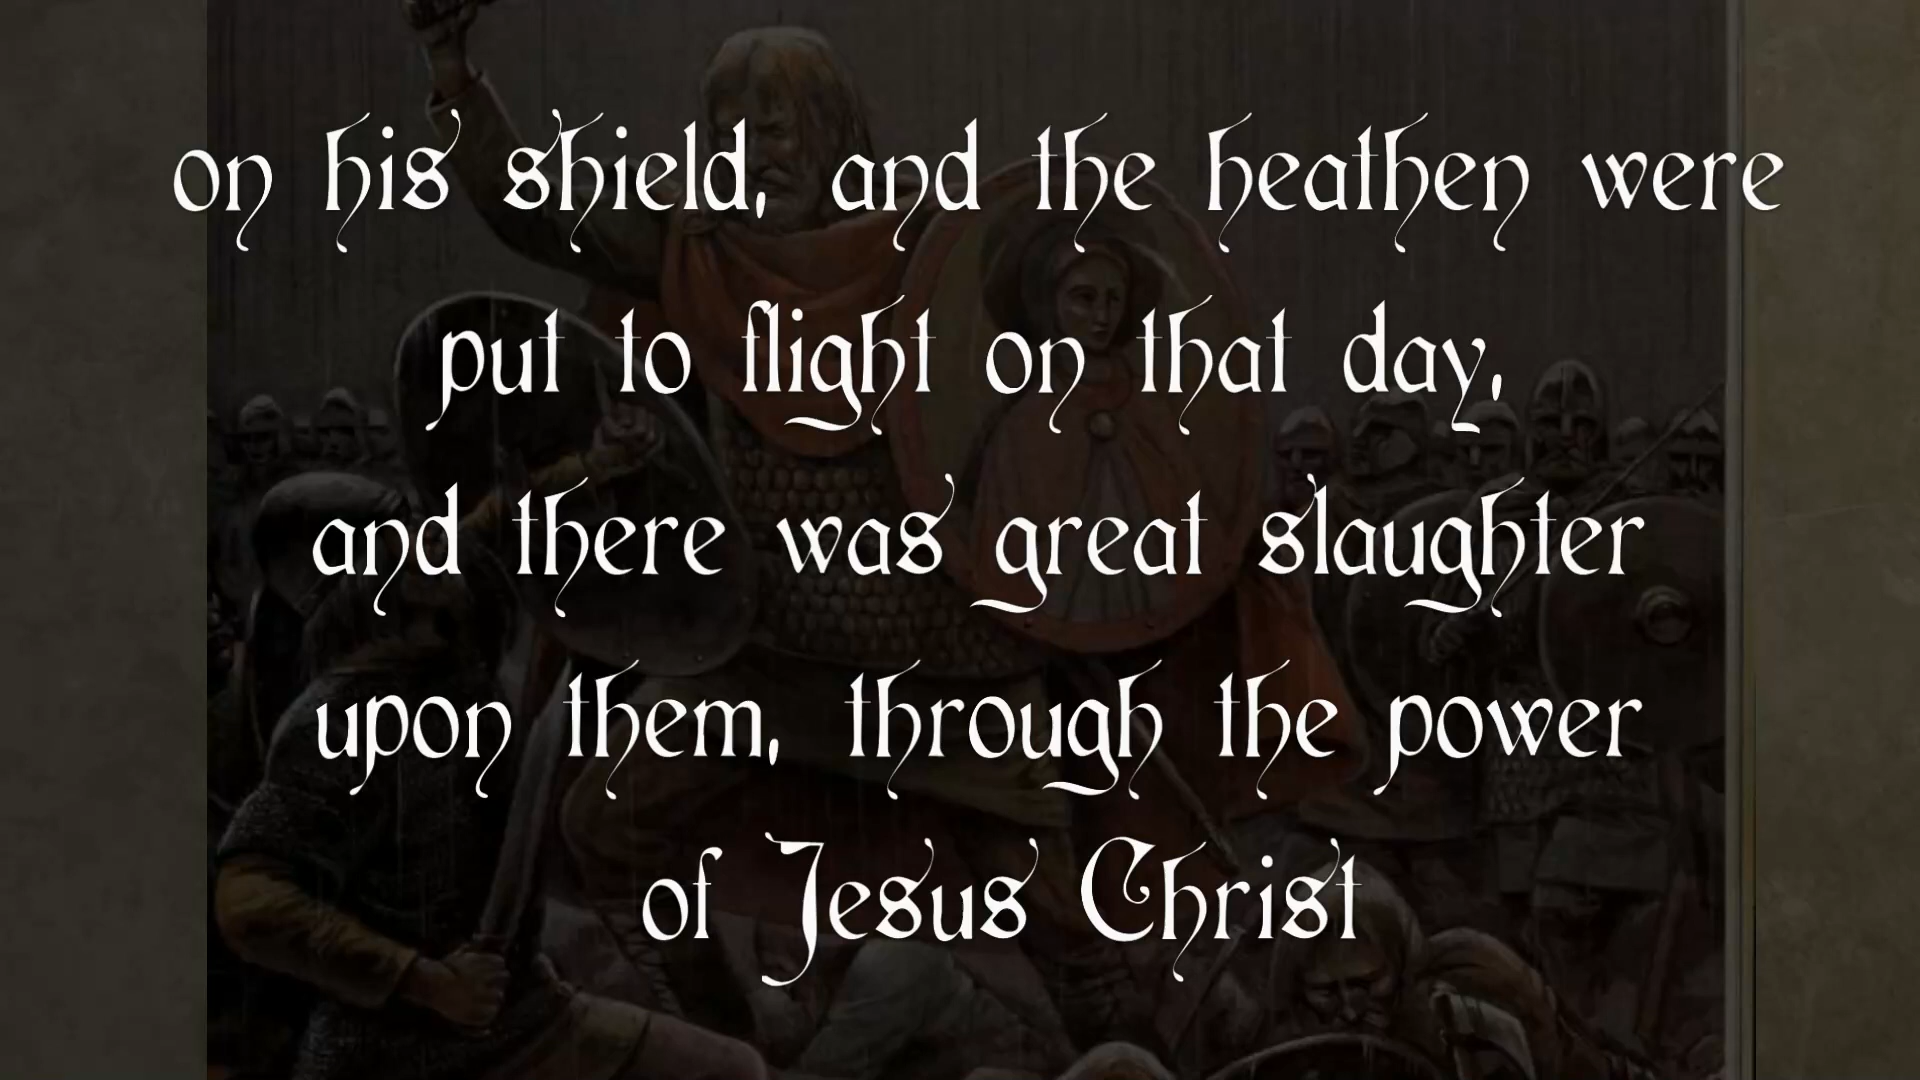 on his shield, and the heathen were
put to flight on that day,
and there was great slaughter
upon them, through the power
of Jesus Christ